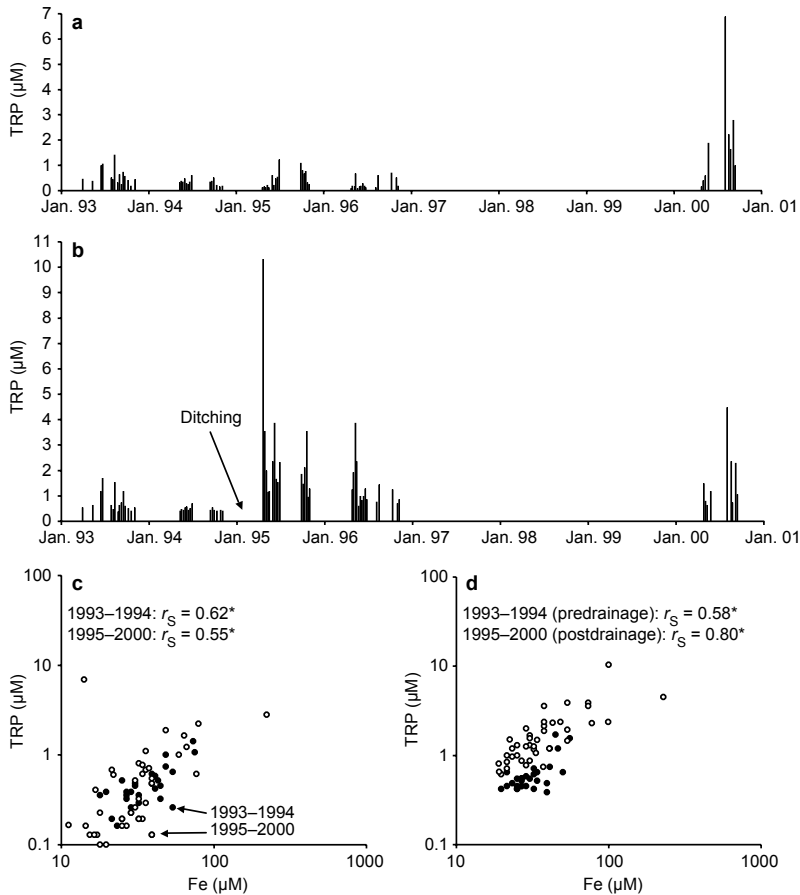 a
7
6
5
4
3
2
1
0
TRP (µM)
Jan. 93 Jan. 94 Jan. 95 Jan. 96 Jan. 97 Jan. 98 Jan. 99 Jan. 00 Jan. 01
b
11
10
9
8
7
6
5
4
3
2
1
0
TRP (µM)
Ditching
Jan. 93 Jan. 94 Jan. 95 Jan. 96 Jan. 97 Jan. 98 Jan. 99 Jan. 00 Jan. 01
c
1993–1994: rS = 0.62*
1995–2000: rS = 0.55*
100
10
1
0.1
TRP (µM)
1993–1994
1995–2000
10 100 1000
Fe (µM)
d
1993–1994 (predrainage): rS = 0.58*
1995–2000 (postdrainage): rS = 0.80*
100
10
1
0.1
TRP (µM)
10 100 1000
Fe (µM)